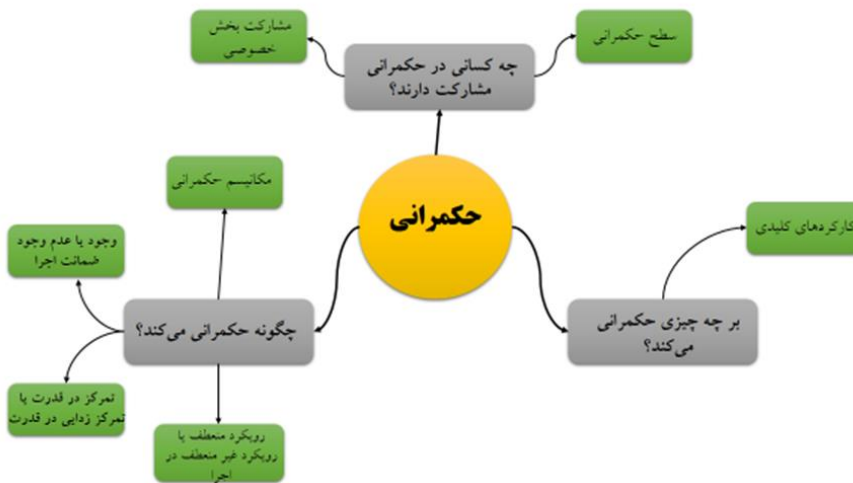 مشارکت بخش
خصوصی
چه کسانی در حکمرانی
مشارکت دارند؟
سطح حکمرانی
مکانیسم حکمرانی
حکمرانی
کارکردهای کلیدی
وجود یا عدم وجود
ضمانت اجرا
چگونه حکمرانی می‌کند؟
بر چه چیزی حکمرانی
می‌کند؟
تمرکز در قدرت یا
تمرکز زدایی در قدرت
رویکرد منعطف یا
رویکرد غیر منعطف در
اجرا